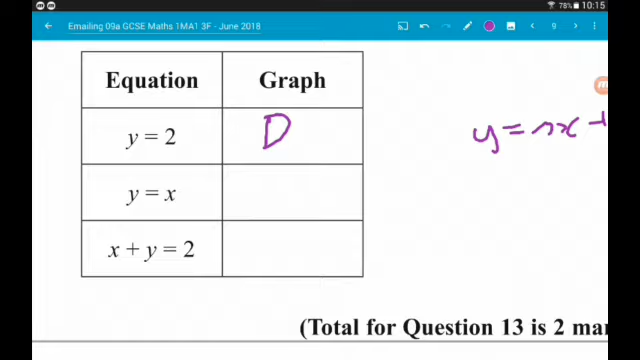 78% 10:15
Emailing 09a GCSE Maths 1MA1 3F - June 2018
9
Equation Graph
y = 2 D
y = x
x + y = 2
y = mx +
(Total for Question 13 is 2 mar